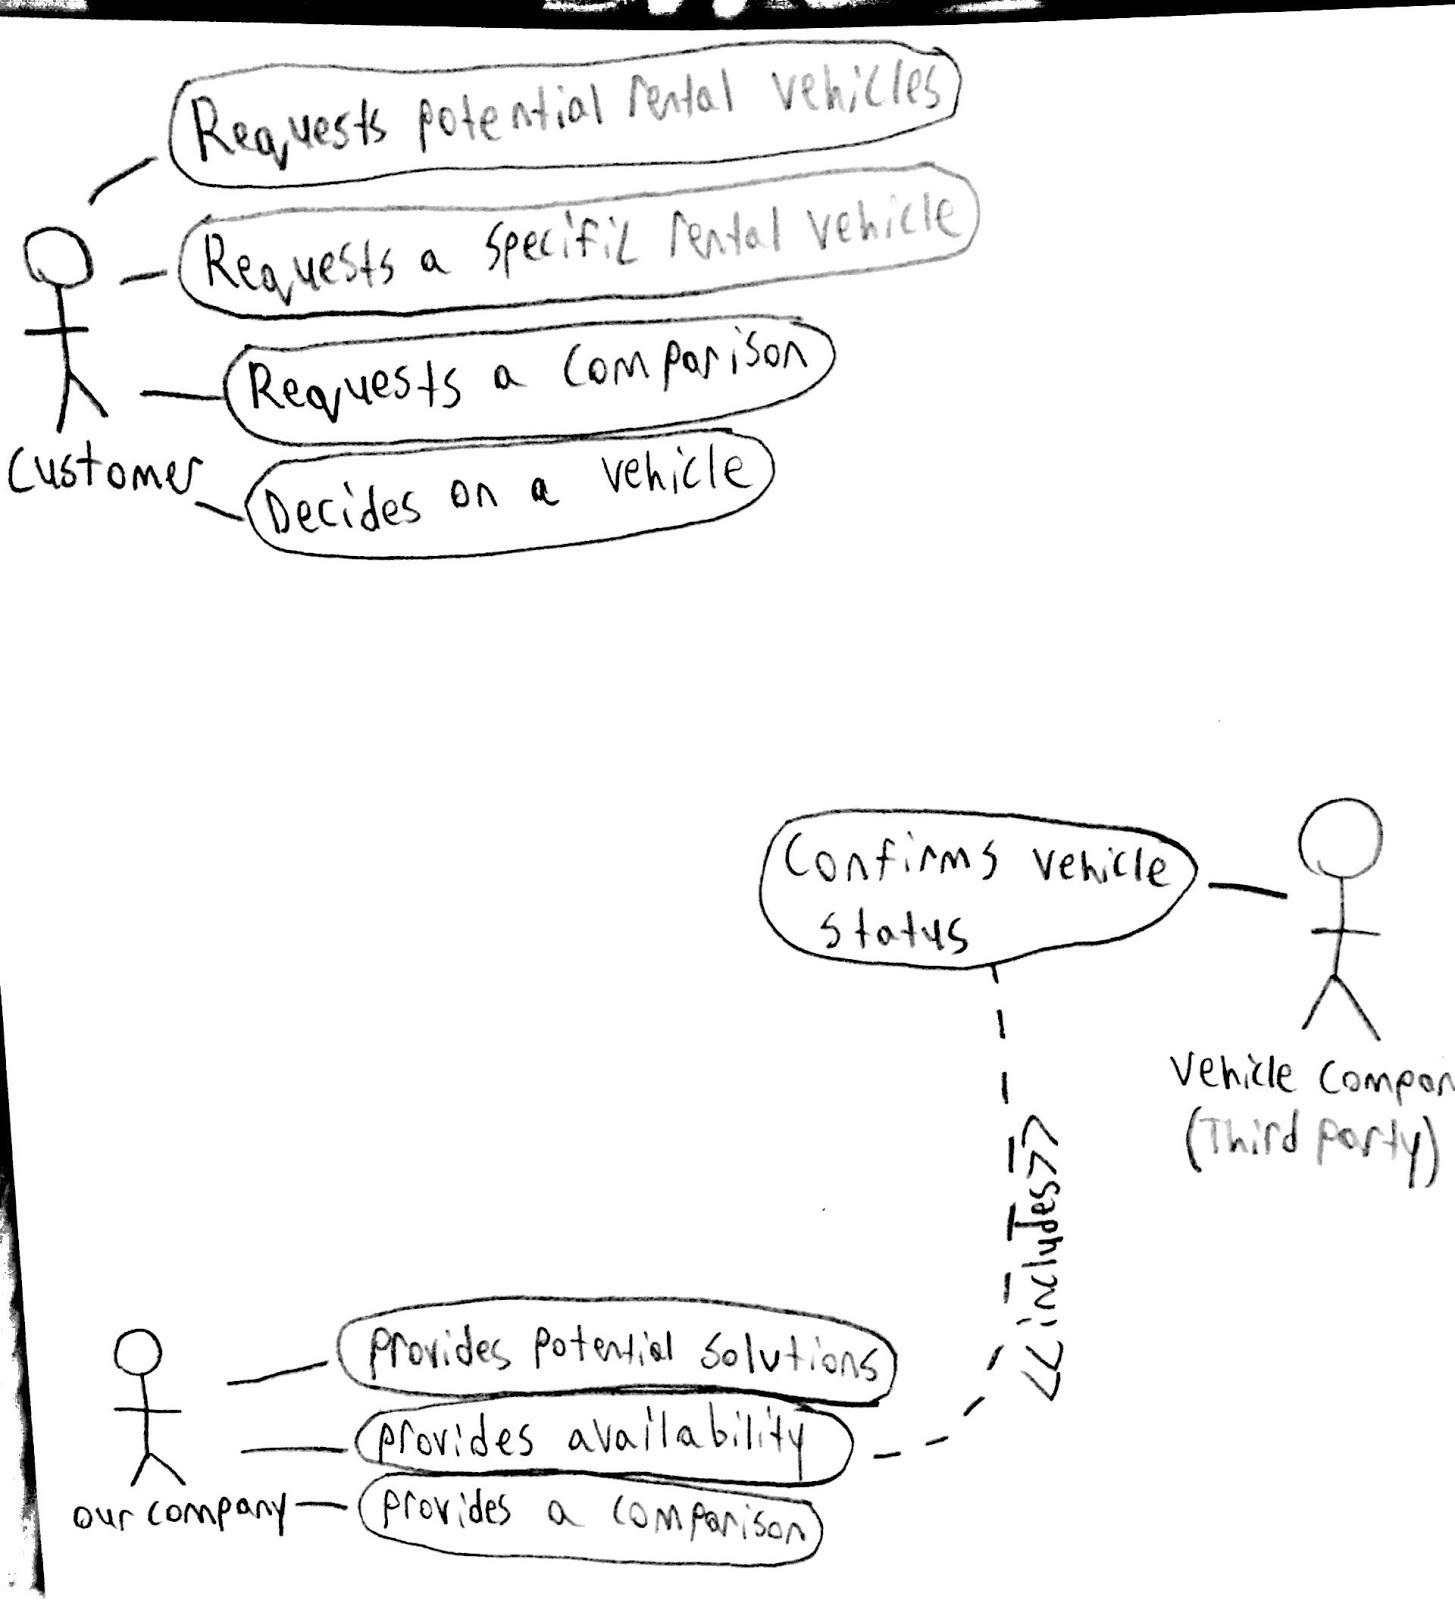 Requests potential rental vehicles
Requests a specific rental vehicle
Requests a comparison
Customer
Decides on a vehicle
Confirms vehicle
status
Vehicle Compan
(Third party)
<<includes>>
provides potential solutions
provides availability
our company
provides a comparison